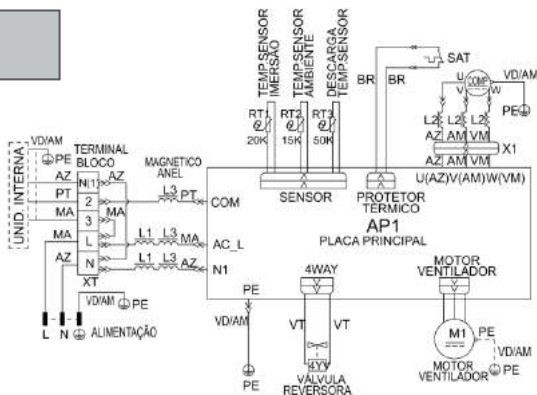 TEMP.SENSOR
IMERSÃO
TEMP.SENSOR
AMBIENTE
DESCARGA
TEMP.SENSOR
RT1
20K
RT2
15K
RT3
50K
BR
BR
SAT
U
V
W
COMP
VD/AM
PE
L2
L2
L2
AZ
AM
VM
X1
AZ
AM
VM
U(AZ)V(AM)W(VM)
SENSOR
PROTETOR
TÉRMICO
AP1
PLACA PRINCIPAL
UNID. INTERNA
VD/AM
PE
TERMINAL
BLOCO
MAGNETICO
ANEL
AZ
N(1)
AZ
PT
2
L3
PT
COM
MA
3
MA
MA
L
L1
L3
MA
AC_L
AZ
N
L1
L3
AZ
N1
XT
VD/AM
PE
L
N
ALIMENTAÇÃO
PE
VD/AM
PE
4WAY
VT
VT
4YV
VÁLVULA
REVERSORA
MOTOR
VENTILADOR
M1
PE
VD/AM
MOTOR
VENTILADOR
PE